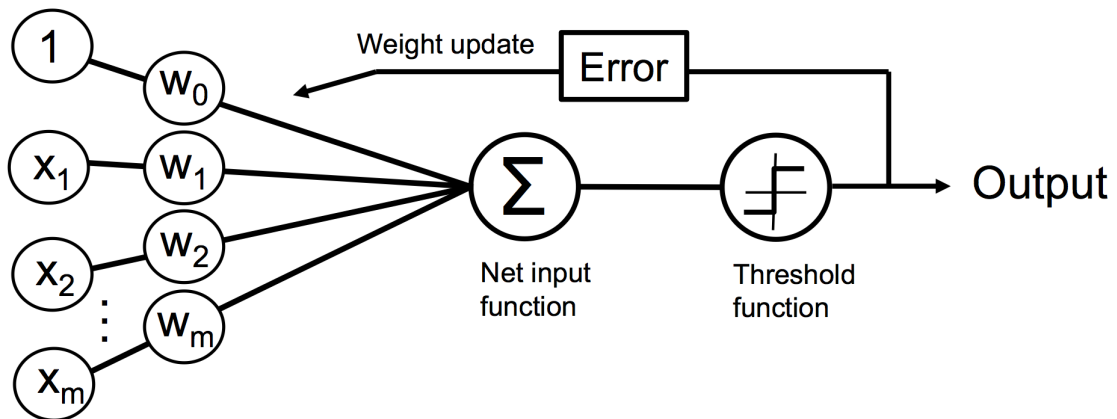 1
w0
Weight update
Error
x1
w1
Σ
Output
x2
w2
Net input
function
Threshold
function
⋮
wm
xm